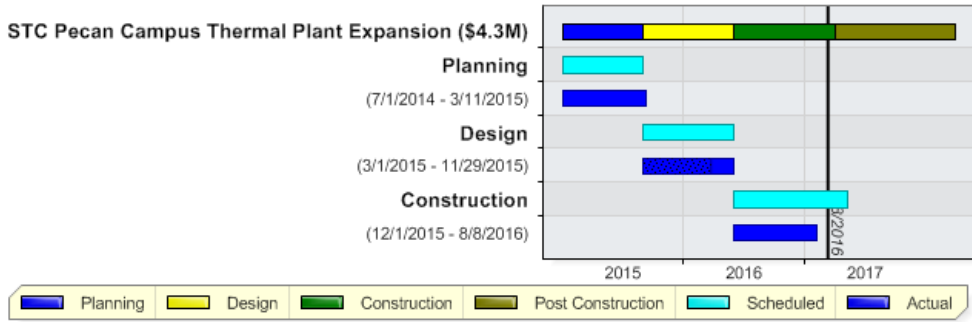 STC Pecan Campus Thermal Plant Expansion ($4.3M)
Planning
(7/1/2014 - 3/11/2015)
Design
(3/1/2015 - 11/29/2015)
Construction
(12/1/2015 - 8/8/2016)
8/2016
2015 2016 2017
Planning Design Construction Post Construction Scheduled Actual